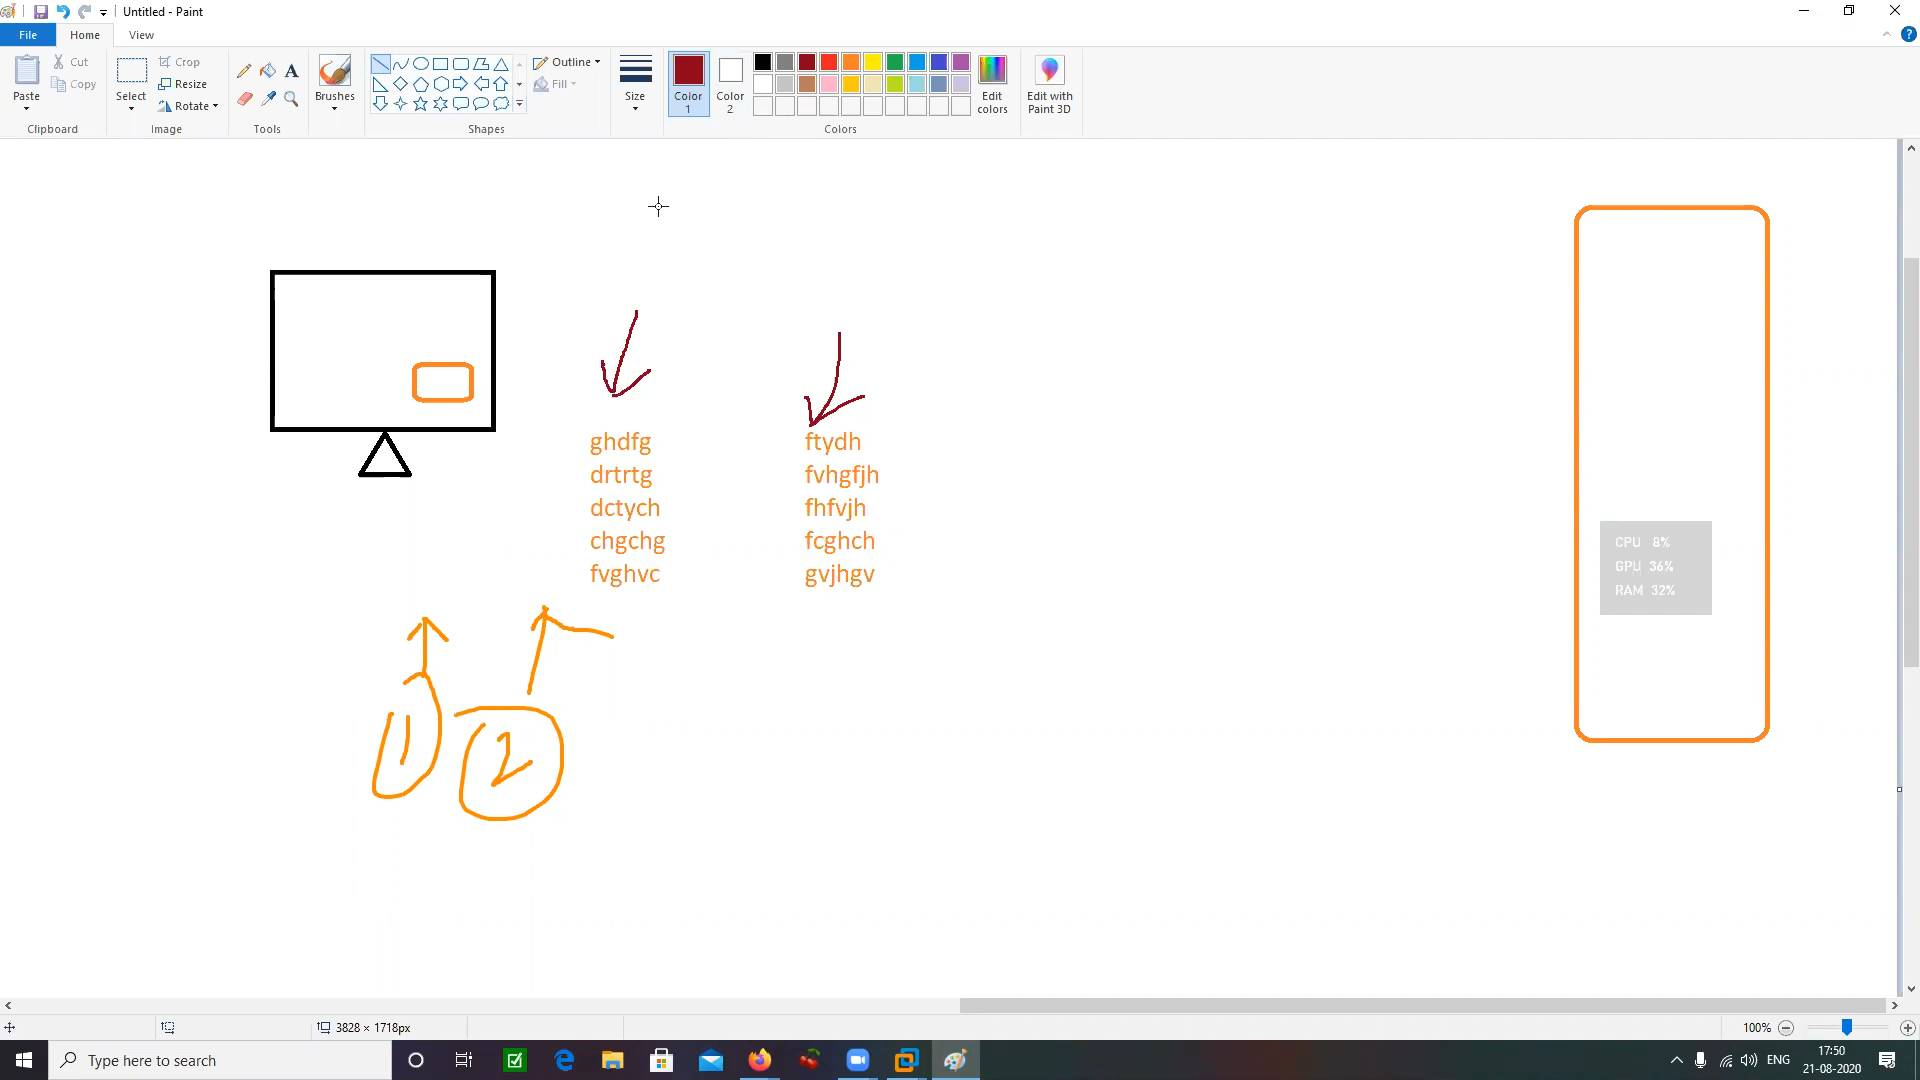 Untitled - Paint
File
Home
View
Paste
Cut
Copy
Clipboard
Select
Crop
Resize
Rotate
Image
A
Tools
Brushes
Outline
Fill
Shapes
Size
Color 1
Color 2
Edit colors
Colors
Edit with Paint 3D
?
ghdfg
drtrtg
dctych
chgchg
fvghvc
ftydh
fvhgfjh
fhfvjh
fcghch
gvjhgv
CPU 8%
GPU 36%
RAM 32%
1
2
3828 × 1718px
100%
Type here to search
ENG
17:50
21-08-2020